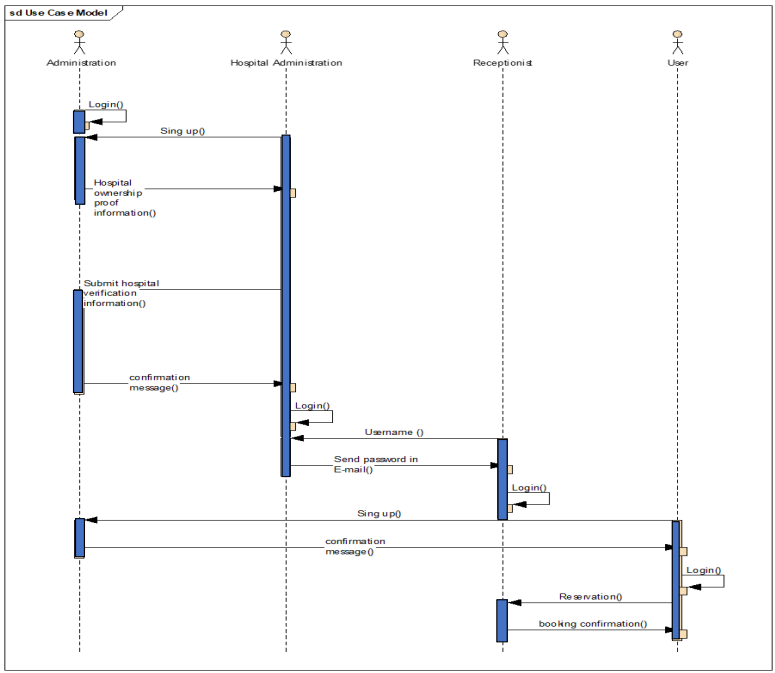 sd Use Case Model
Administration
Hospital Administration
Receptionist
User
Login()
Sing up()
Hospital
ownership
proof
information()
Submit hospital
verification
information()
confirmation
message()
Login()
Username ()
Send password in
E-mail()
Login()
Sing up()
confirmation
message()
Login()
Reservation()
booking confirmation()